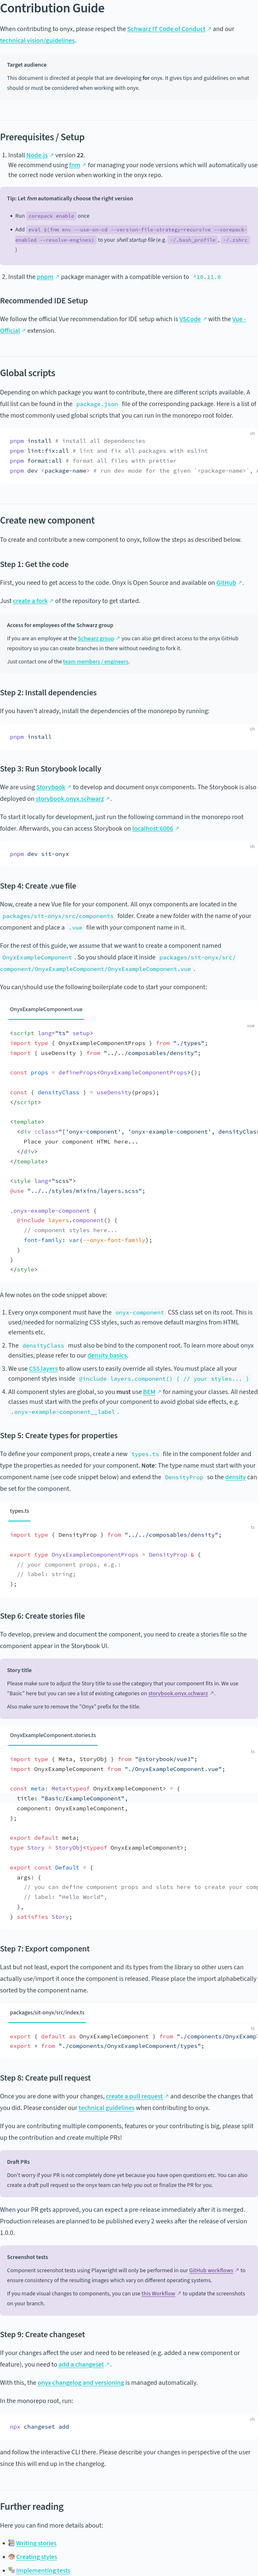 Contribution Guide
When contributing to onyx, please respect the Schwarz IT Code of Conduct ↗ and our
technical vision/guidelines.
Target audience
This document is directed at people that are developing for onyx. It gives tips and guidelines on what
should or must be considered when working with onyx.
Prerequisites / Setup
1. Install Node.js ↗ version 22.
We recommend using fnm ↗ for managing your node versions which will automatically use
the correct node version when working in the onyx repo.
Tip: Let fnm automatically choose the right version
• Run corepack enable once
• Add eval $(fnm env --use-on-cd --version-file-strategy=recursive --corepack-
enabled --resolve-engines) to your shell startup file (e.g. ~/.bash_profile , ~/.zshrc
)
2. Install the pnpm ↗ package manager with a compatible version to ^10.11.0
Recommended IDE Setup
We follow the official Vue recommendation for IDE setup which is VSCode ↗ with the Vue -
Official ↗ extension.
Global scripts
Depending on which package you want to contribute, there are different scripts available. A
full list can be found in the package.json file of the corresponding package. Here is a list of
the most commonly used global scripts that you can run in the monorepo root folder.
sh
pnpm install # install all dependencies
pnpm lint:fix:all # lint and fix all packages with eslint
pnpm format:all # format all files with prettier
pnpm dev <package-name> # run dev mode for the given `<package-name>`,
Create new component
To create and contribute a new component to onyx, follow the steps as described below.
Step 1: Get the code
First, you need to get access to the code. Onyx is Open Source and available on GitHub ↗.
Just create a fork ↗ of the repository to get started.
Access for employees of the Schwarz group
If you are an employee at the Schwarz group ↗ you can also get direct access to the onyx GitHub
repository so you can create branches in there without needing to fork it.
Just contact one of the team members / engineers.
Step 2: Install dependencies
If you haven't already, install the dependencies of the monorepo by running:
sh
pnpm install
Step 3: Run Storybook locally
We are using Storybook ↗ to develop and document onyx components. The Storybook is also
deployed on storybook.onyx.schwarz ↗.
To start it locally for development, just run the following command in the monorepo root
folder. Afterwards, you can access Storybook on localhost:6006 ↗
sh
pnpm dev sit-onyx
Step 4: Create .vue file
Now, create a new Vue file for your component. All onyx components are located in the
packages/sit-onyx/src/components folder. Create a new folder with the name of your
component and place a .vue file with your component name in it.
For the rest of this guide, we assume that we want to create a component named
OnyxExampleComponent . So you should place it inside packages/sit-onyx/src/
component/OnyxExampleComponent/OnyxExampleComponent.vue .
You can/should use the following boilerplate code to start your component:
OnyxExampleComponent.vue
vue
<script lang="ts" setup>
import type { OnyxExampleComponentProps } from "./types";
import { useDensity } from "../../composables/density";
const props = defineProps<OnyxExampleComponentProps>();
const { densityClass } = useDensity(props);
</script>
<template>
<div :class="['onyx-component', 'onyx-example-component', densityClas
Place your component HTML here...
</div>
</template>
<style lang="scss">
@use "../../styles/mixins/layers.scss";
.onyx-example-component {
@include layers.component() {
// component styles here...
font-family: var(--onyx-font-family);
}
}
</style>
A few notes on the code snippet above:
1. Every onyx component must have the onyx-component CSS class set on its root. This is
used/needed for normalizing CSS styles, such as remove default margins from HTML
elements etc.
2. The densityClass must also be bind to the component root. To learn more about onyx
densities, please refer to our density basics.
3. We use CSS layers to allow users to easily override all styles. You must place all your
component styles inside @include layers.component() { // your styles... }
4. All component styles are global, so you must use BEM ↗ for naming your classes. All nested
classes must start with the prefix of your component to avoid global side effects, e.g.
.onyx-example-component__label .
Step 5: Create types for properties
To define your component props, create a new types.ts file in the component folder and
type the properties as needed for your component. Note: The type name must start with your
component name (see code snippet below) and extend the DensityProp so the density can
be set for the component.
types.ts
ts
import type { DensityProp } from "../../composables/density";
export type OnyxExampleComponentProps = DensityProp & {
// your component props, e.g.:
// label: string;
};
Step 6: Create stories file
To develop, preview and document the component, you need to create a stories file so the
component appear in the Storybook UI.
Story title
Please make sure to adjust the Story title to use the category that your component fits in. We use
"Basic" here but you can see a list of existing categories on storybook.onyx.schwarz ↗.
Also make sure to remove the "Onyx" prefix for the title.
OnyxExampleComponent.stories.ts
ts
import type { Meta, StoryObj } from "@storybook/vue3";
import OnyxExampleComponent from "./OnyxExampleComponent.vue";
const meta: Meta<typeof OnyxExampleComponent> = {
title: "Basic/ExampleComponent",
component: OnyxExampleComponent,
};
export default meta;
type Story = StoryObj<typeof OnyxExampleComponent>;
export const Default = {
args: {
// you can define component props and slots here to create your comp
// label: "Hello World",
},
} satisfies Story;
Step 7: Export component
Last but not least, export the component and its types from the library so other users can
actually use/import it once the component is released. Please place the import alphabetically
sorted by the component name.
packages/sit-onyx/src/index.ts
ts
export { default as OnyxExampleComponent } from "./components/OnyxExamp
export * from "./components/OnyxExampleComponent/types";
Step 8: Create pull request
Once you are done with your changes, create a pull request ↗ and describe the changes that
you did. Please consider our technical guidelines when contributing to onyx.
If you are contributing multiple components, features or your contributing is big, please split
up the contribution and create multiple PRs!
Draft PRs
Don't worry if your PR is not completely done yet because you have open questions etc. You can also
create a draft pull request so the onyx team can help you out or finalize the PR for you.
When your PR gets approved, you can expect a pre-release immediately after it is merged.
Production releases are planned to be published every 2 weeks after the release of version
1.0.0.
Screenshot tests
Component screenshot tests using Playwright will only be performed in our GitHub workflows ↗ to
ensure consistency of the resulting images which vary on different operating systems.
If you made visual changes to components, you can use this Workflow ↗ to update the screenshots
on your branch.
Step 9: Create changeset
If your changes affect the user and need to be released (e.g. added a new component or
feature), you need to add a changeset ↗.
With this, the onyx changelog and versioning is managed automatically.
In the monorepo root, run:
sh
npx changeset add
and follow the interactive CLI there. Please describe your changes in perspective of the user
since this will end up in the changelog.
Further reading
Here you can find more details about:
• 📚 Writing stories
• 🎨 Creating styles
• 🔩 Implementing tests